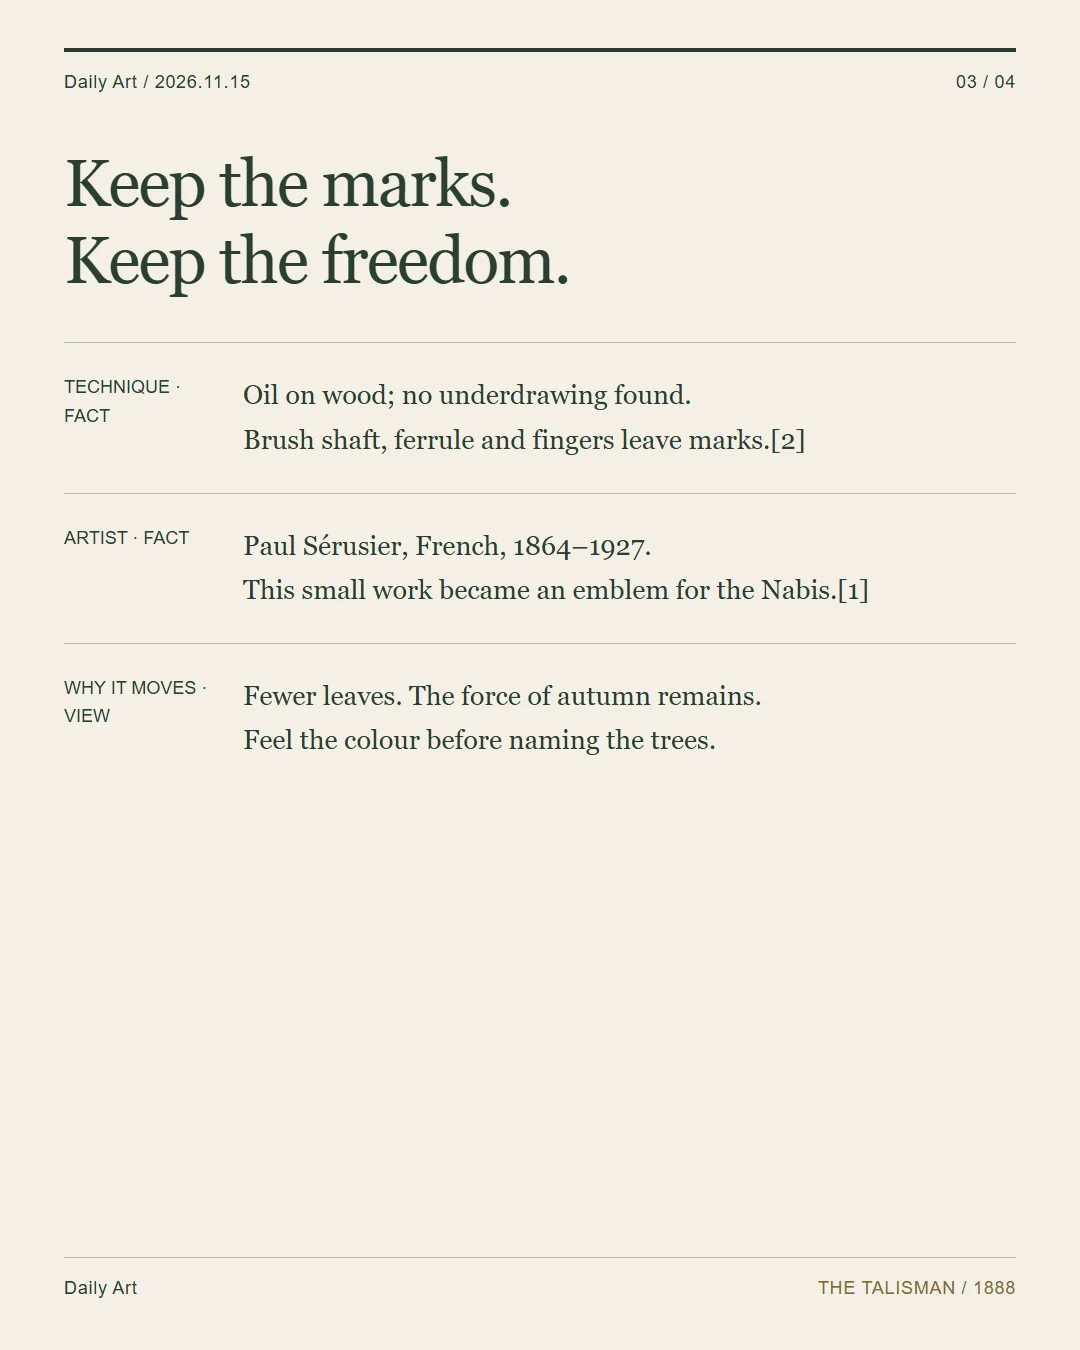 Daily Art / 2026.11.15
03 / 04
Keep the marks.
Keep the freedom.
TECHNIQUE ·
FACT
Oil on wood; no underdrawing found.
Brush shaft, ferrule and fingers leave marks.[2]
ARTIST · FACT
Paul Sérusier, French, 1864–1927.
This small work became an emblem for the Nabis.[1]
WHY IT MOVES ·
VIEW
Fewer leaves. The force of autumn remains.
Feel the colour before naming the trees.
Daily Art
THE TALISMAN / 1888